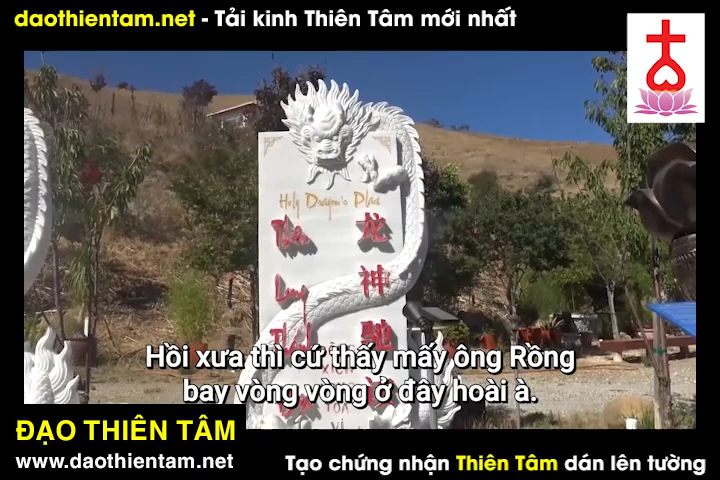 daothientam.net - Tải kinh Thiên Tâm mới nhất
Holy Dragon's Place
龙
神
Hồi xưa thì cứ thấy mấy ông Rồng
bay vòng vòng ở đây hoài à.
ĐẠO THIÊN TÂM
www.daothientam.net
Tạo chứng nhận Thiên Tâm dán lên tường